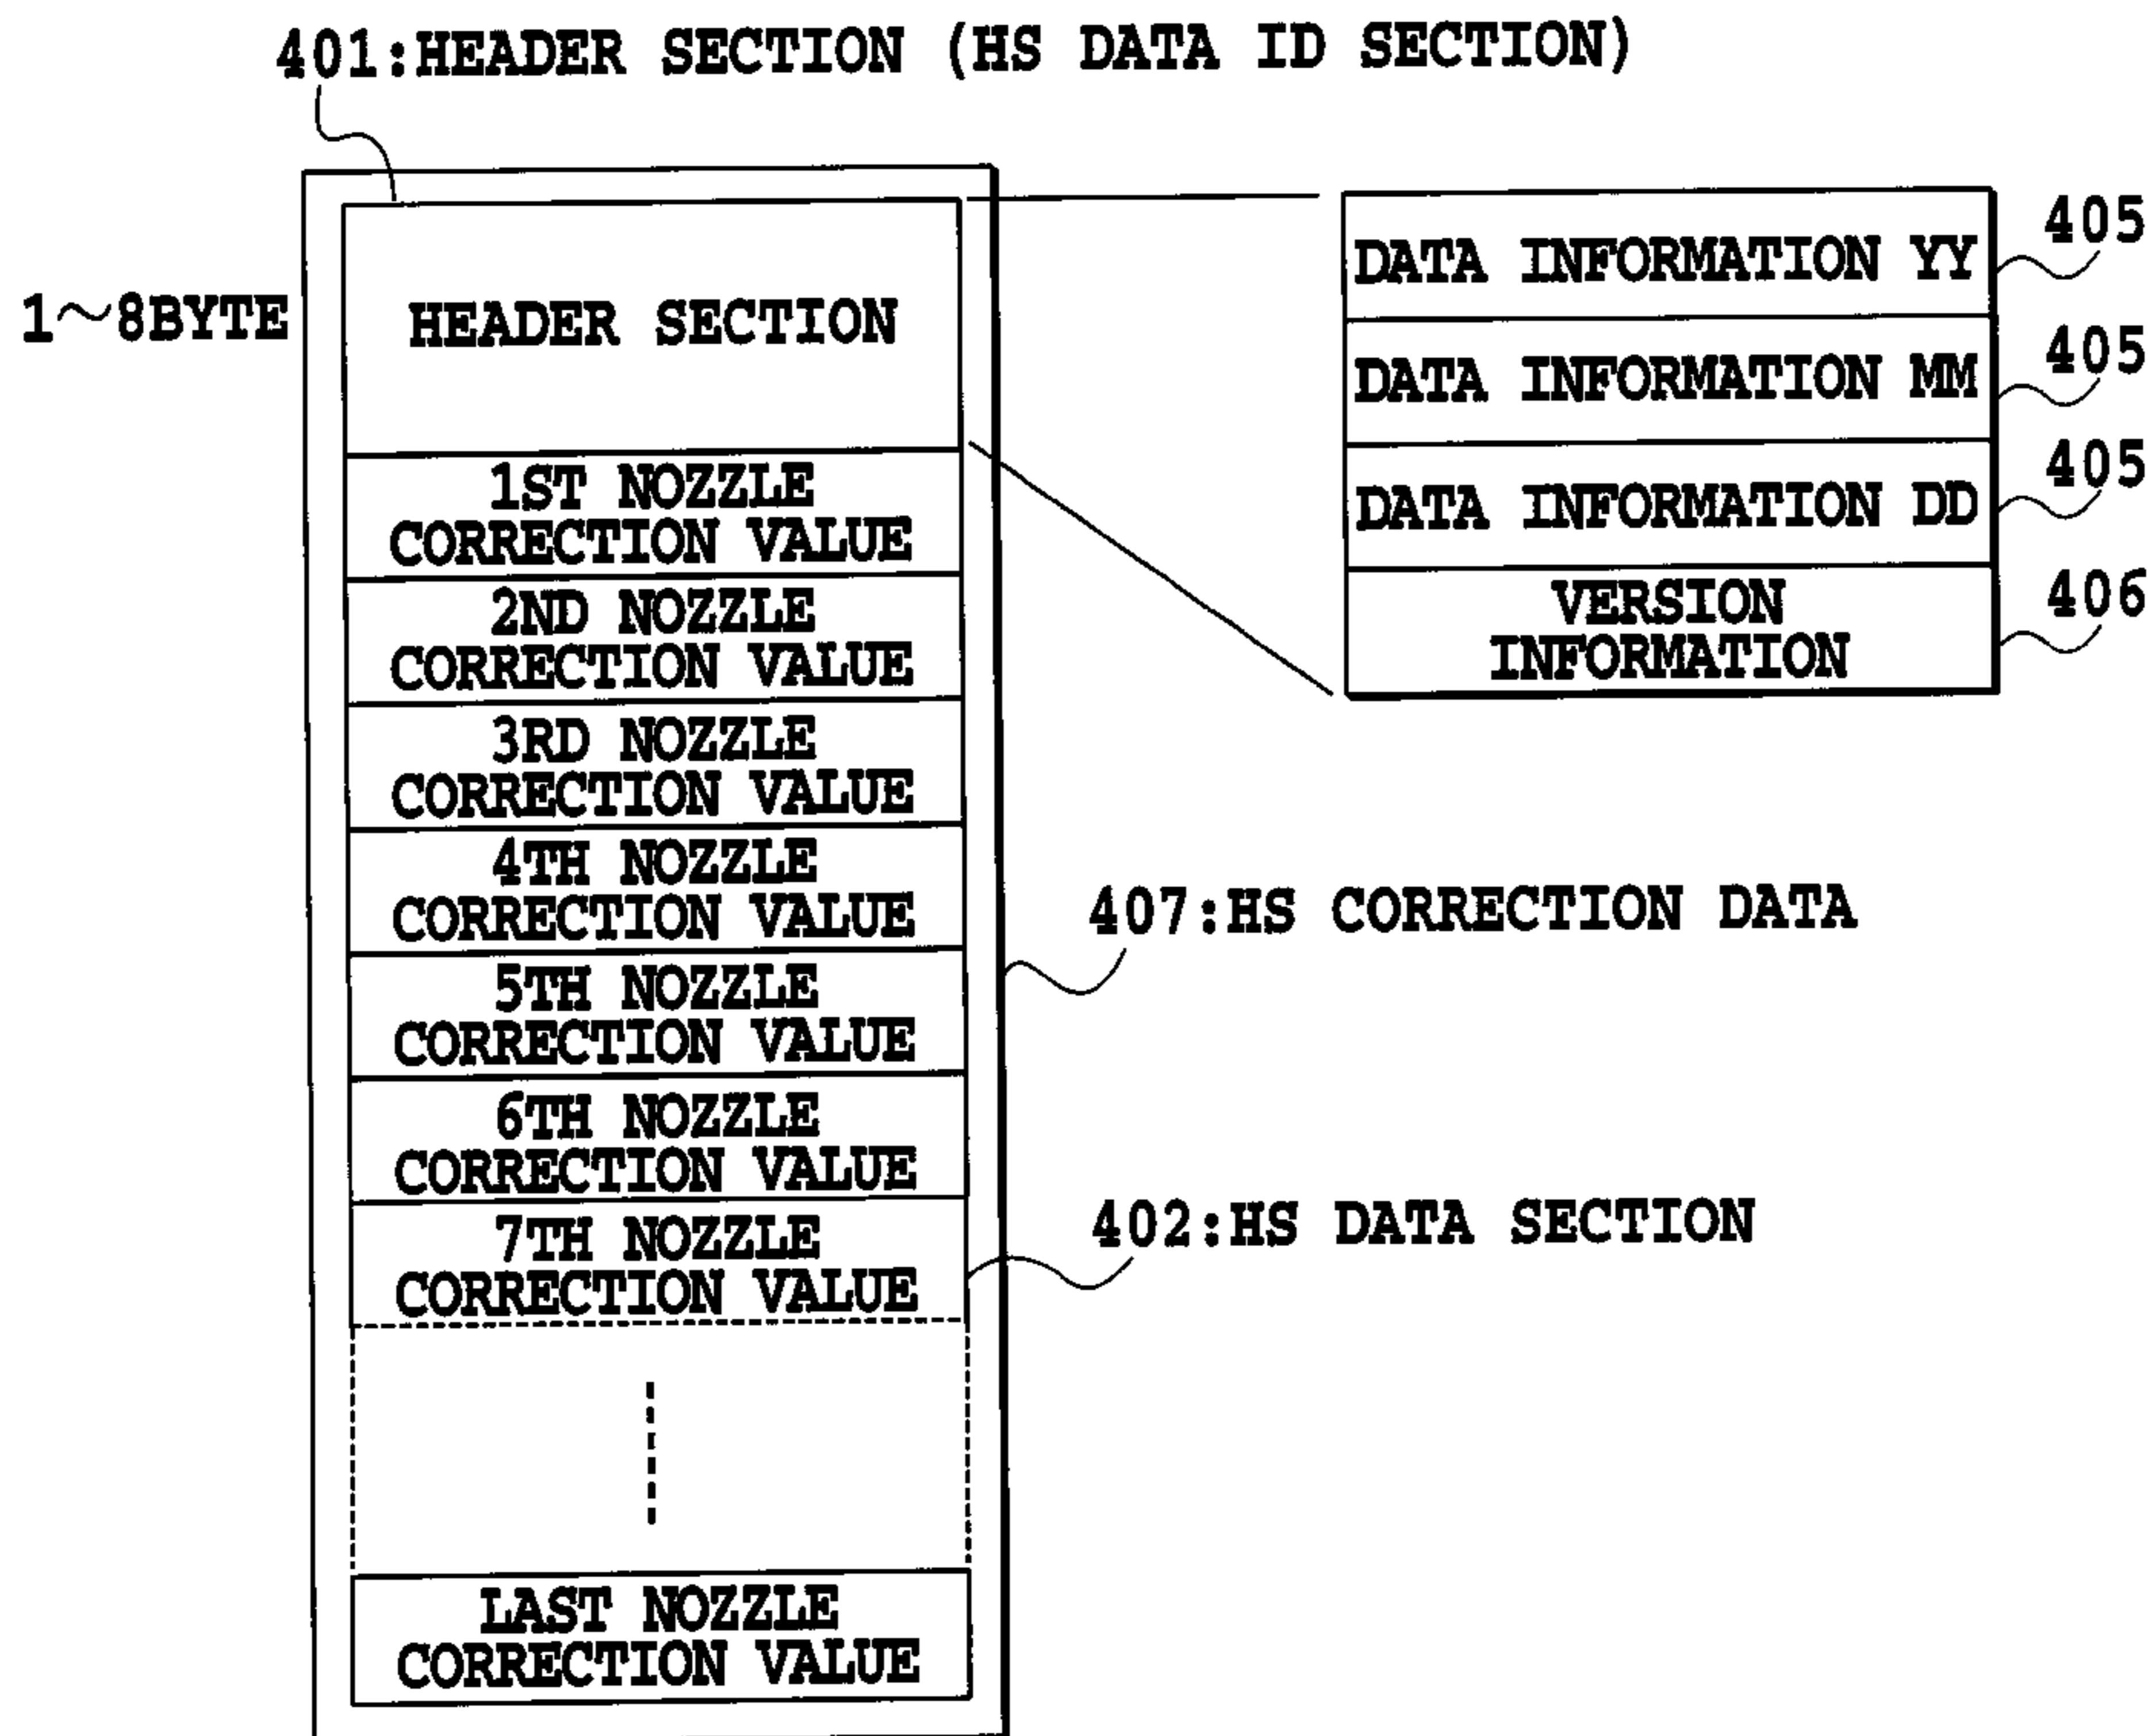 401:HEADER SECTION (HS DATA ID SECTION)
1~8BYTE
HEADER SECTION
1ST NOZZLE
CORRECTION VALUE
2ND NOZZLE
CORRECTION VALUE
3RD NOZZLE
CORRECTION VALUE
4TH NOZZLE
CORRECTION VALUE
5TH NOZZLE
CORRECTION VALUE
6TH NOZZLE
CORRECTION VALUE
7TH NOZZLE
CORRECTION VALUE
LAST NOZZLE
CORRECTION VALUE
DATA INFORMATION YY
405
DATA INFORMATION MM
405
DATA INFORMATION DD
405
VERSION
INFORMATION
406
407:HS CORRECTION DATA
402:HS DATA SECTION